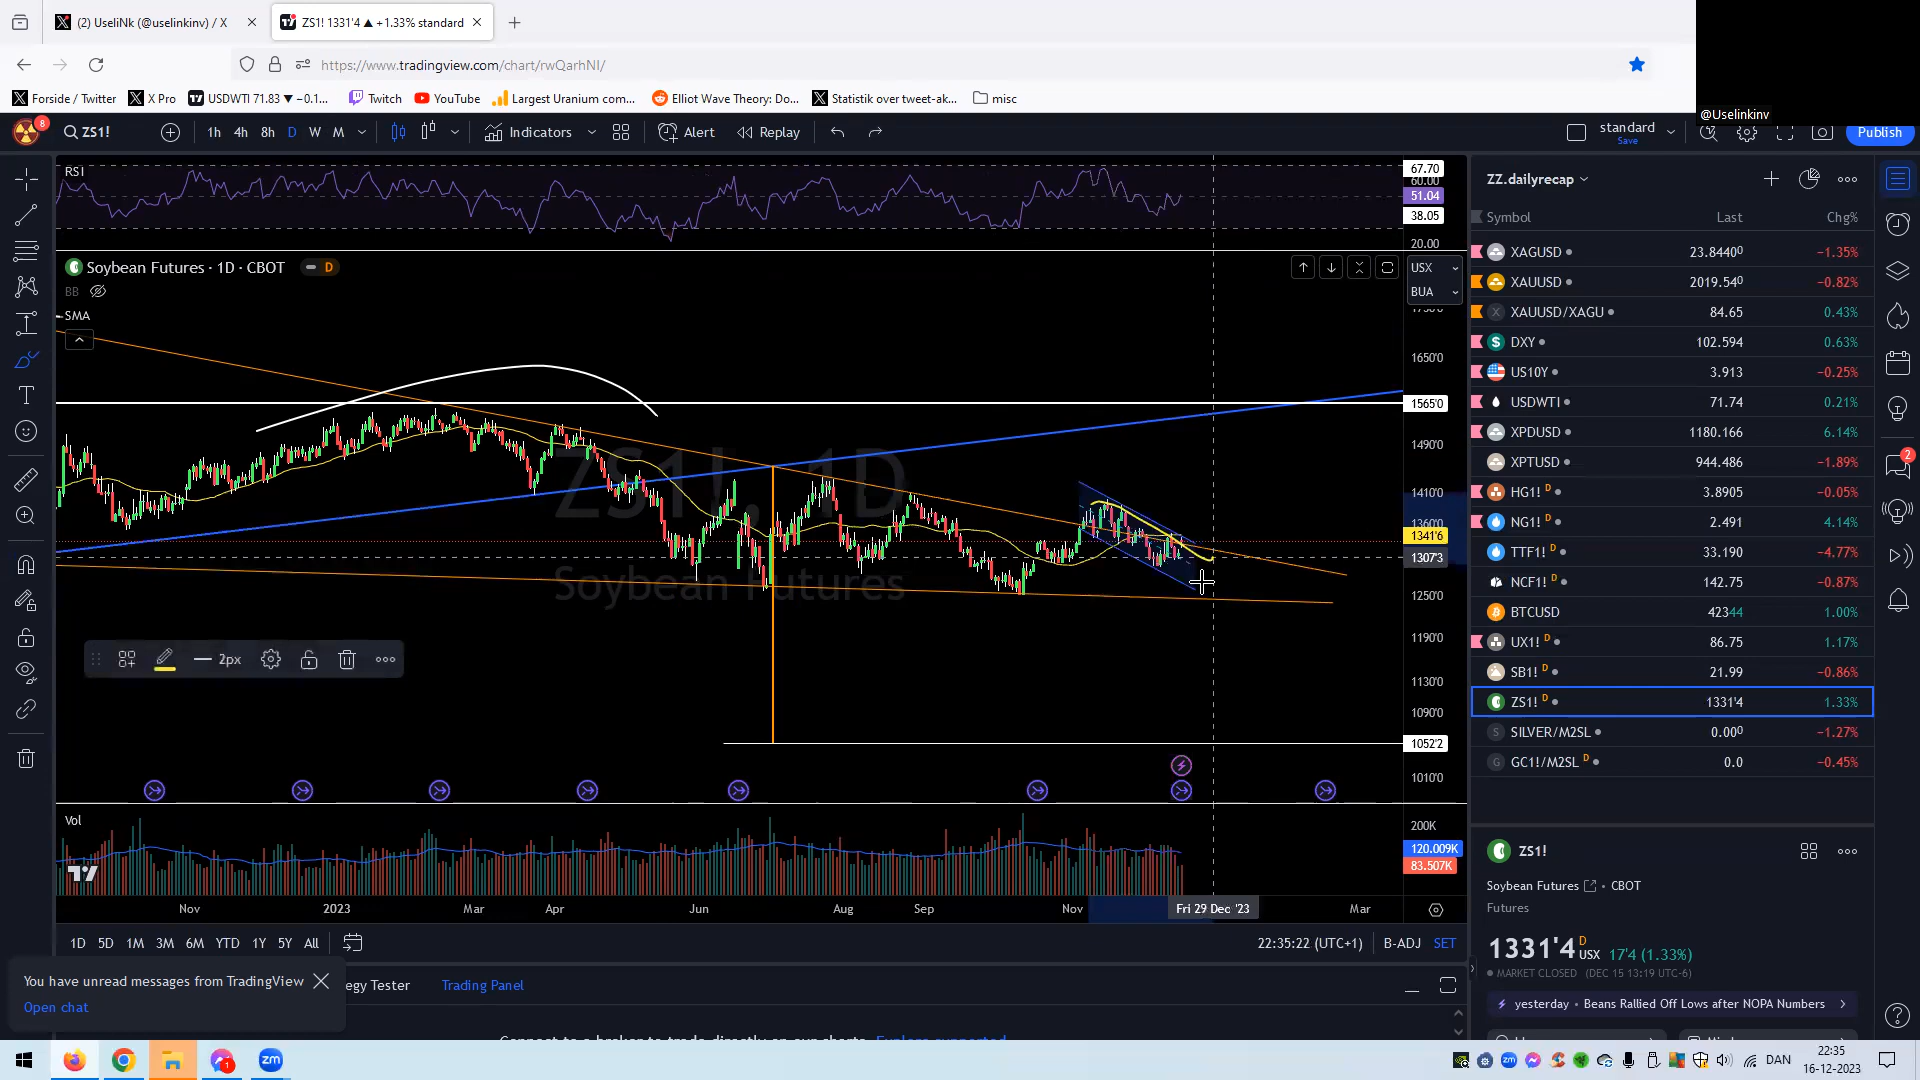 (2) UseliNk (@uselinkinv) / X
ZS1! 1331'4 ▲ +1.33% standard
https://www.tradingview.com/chart/rwQarhNI/
Forside / Twitter
X Pro
USDWTI 71.83 ▼ −0.1...
Twitch
YouTube
Largest Uranium com...
Elliot Wave Theory: Do...
Statistik over tweet-ak...
misc
@Uselinkinv
8
ZS1!
1h 4h 8h D W M
Indicators
Alert
Replay
standard
Save
Publish
RSI
67.70
60.00
51.04
38.05
20.00
Soybean Futures · 1D · CBOT
D
BB
SMA
USX
BUA
1650'0
1565'0
1490'0
1410'0
1360'0
1341'6
1307'3
1250'0
1190'0
1130'0
1090'0
1052'2
1010'0
ZS1!, 1D
Soybean Futures
2px
Vol
200K
120.009K
83.507K
Nov 2023 Mar Apr Jun Aug Sep Nov Fri 29 Dec '23 Mar
1D 5D 1M 3M 6M YTD 1Y 5Y All
22:35:22 (UTC+1)
B-ADJ
SET
You have unread messages from TradingView
Open chat
egy Tester
Trading Panel
ZZ.dailyrecap
Symbol Last Chg%
XAGUSD 23.8440 −1.35%
XAUUSD 2019.540 −0.82%
XAUUSD/XAGU 84.65 0.43%
DXY 102.594 0.63%
US10Y 3.913 −0.25%
USDWTI 71.74 0.21%
XPDUSD 1180.166 6.14%
XPTUSD 944.486 −1.89%
HG1! D 3.8905 −0.05%
NG1! D 2.491 4.14%
TTF1! D 33.190 −4.77%
NCF1! D 142.75 −0.87%
BTCUSD 42344 1.00%
UX1! D 86.75 1.17%
SB1! D 21.99 −0.86%
ZS1! D 1331'4 1.33%
SILVER/M2SL 0.000 −1.27%
GC1!/M2SL D 0.0 −0.45%
2
ZS1!
Soybean Futures · CBOT
Futures
1331'4 D USX 17'4 (1.33%)
MARKET CLOSED (DEC 15 13:19 UTC-6)
yesterday · Beans Rallied Off Lows after NOPA Numbers
1
zm
zm
DAN
22:35
16-12-2023